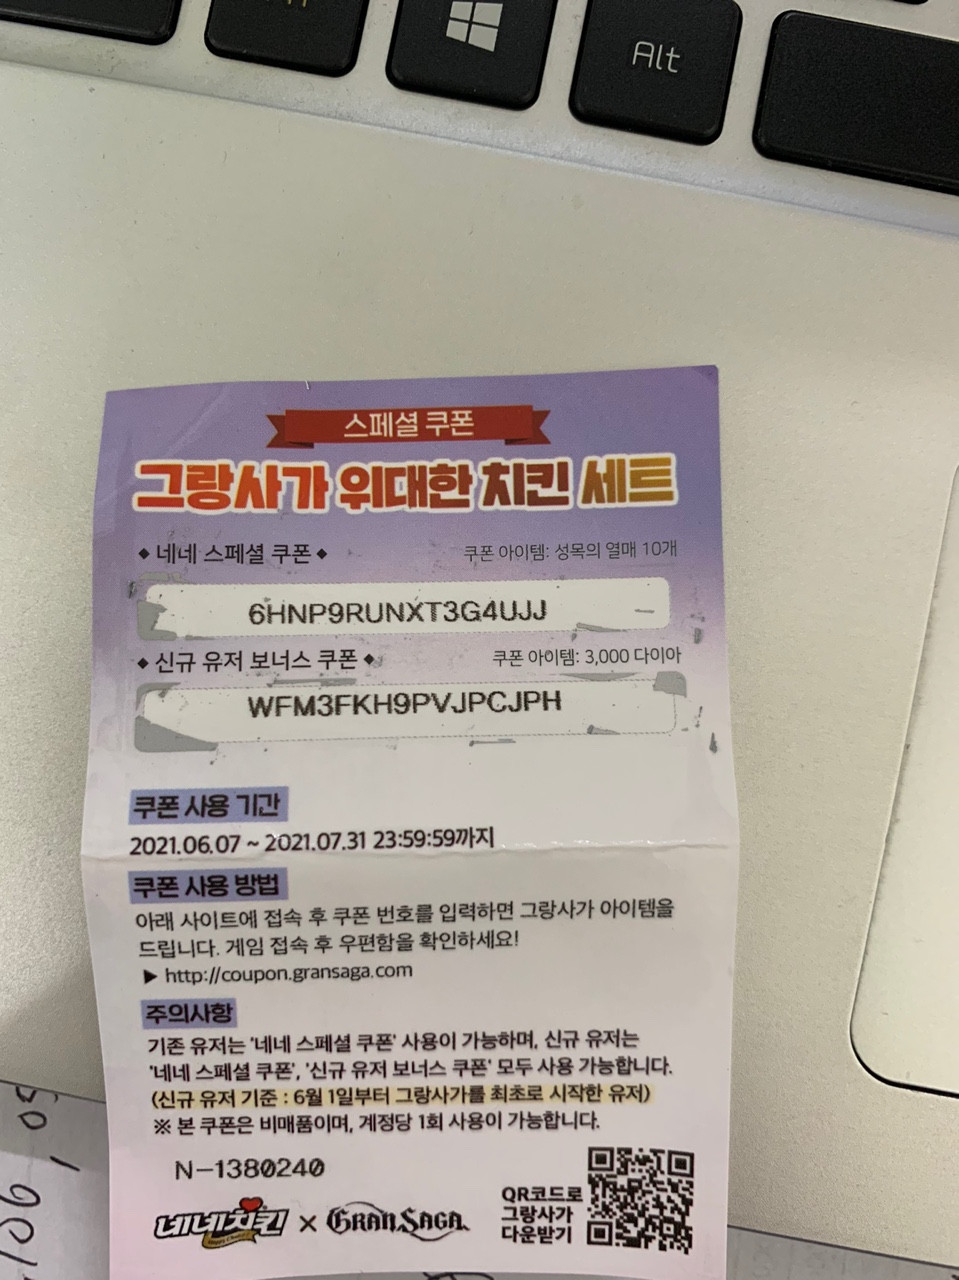 Alt
스페셜 쿠폰
그랑사가 위대한 치킨 세트
◆ 네네 스페셜 쿠폰 ◆ 쿠폰 아이템: 성목의 열매 10개
6HNP9RUNXT3G4UJJ
◆ 신규 유저 보너스 쿠폰 ◆ 쿠폰 아이템: 3,000 다이아
WFM3FKH9PVJPCJPH
쿠폰 사용 기간
2021.06.07 ~ 2021.07.31 23:59:59까지
쿠폰 사용 방법
아래 사이트에 접속 후 쿠폰 번호를 입력하면 그랑사가 아이템을
드립니다. 게임 접속 후 우편함을 확인하세요!
▶ http://coupon.gransaga.com
주의사항
기존 유저는 '네네 스페셜 쿠폰' 사용이 가능하며, 신규 유저는
'네네 스페셜 쿠폰', '신규 유저 보너스 쿠폰' 모두 사용 가능합니다.
(신규 유저 기준 : 6월 1일부터 그랑사가를 최초로 시작한 유저)
※ 본 쿠폰은 비매품이며, 계정당 1회 사용이 가능합니다.
N-1380240
네네치킨 × GRAN SAGA
QR코드로
그랑사가
다운받기